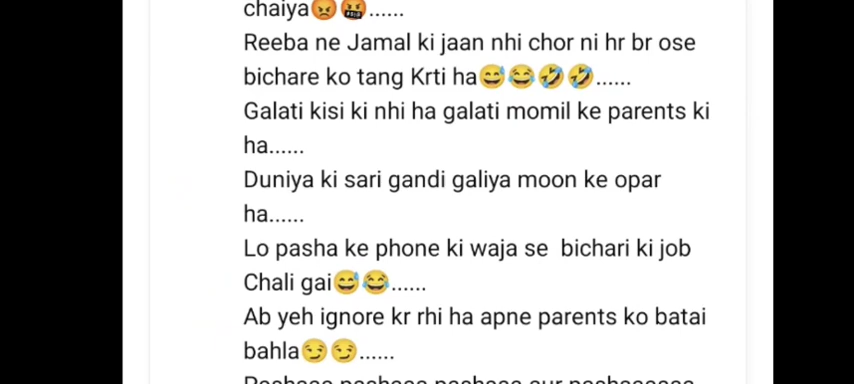 chaiya😡🤬......
Reeba ne Jamal ki jaan nhi chor ni hr br ose
bichare ko tang Krti ha😅😂🤣🤣......
Galati kisi ki nhi ha galati momil ke parents ki
ha......
Duniya ki sari gandi galiya moon ke opar
ha......
Lo pasha ke phone ki waja se  bichari ki job
Chali gai😅😂......
Ab yeh ignore kr rhi ha apne parents ko batai
bahla😏😏......